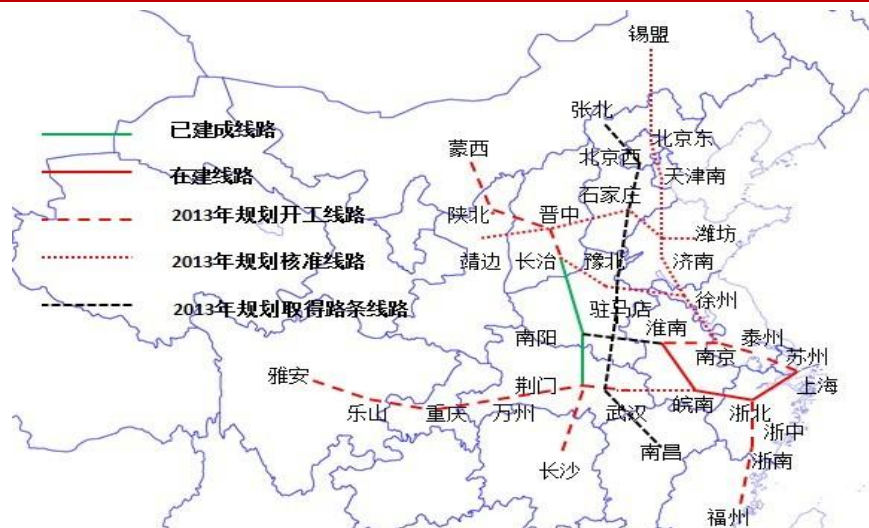 锡盟
张北
已建成线路
北京东
蒙西
北京西
在建线路
天津南
石家庄
2013年规划开工线路
陕北
晋中
潍坊
靖边
长治
豫北
济南
2013年规划核准线路
徐州
2013年规划取得路条线路
驻马店
淮南
泰州
南阳
南京
苏州
雅安
荆门
上海
乐山
重庆
万州
武汉
皖南
浙北
浙中
南昌
浙南
长沙
福州